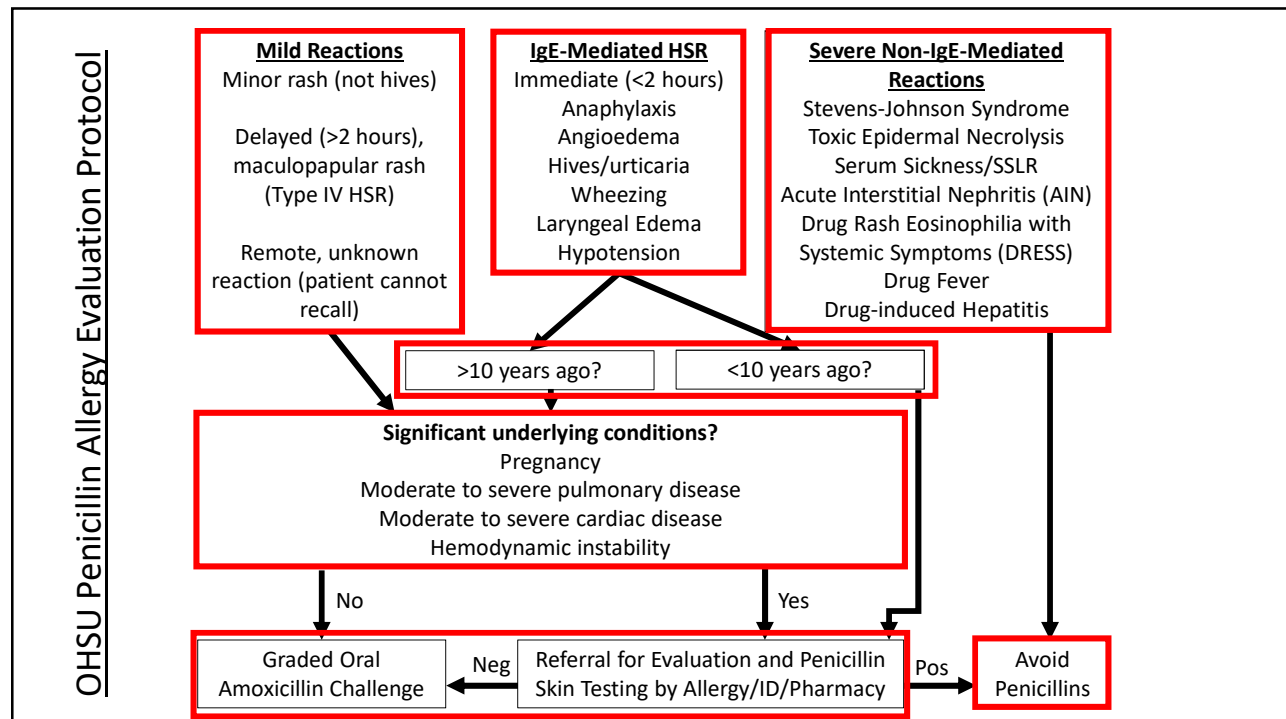 OHSU Penicillin Allergy Evaluation Protocol
Mild Reactions
Minor rash (not hives)
Delayed (>2 hours),
maculopapular rash
(Type IV HSR)
Remote, unknown
reaction (patient cannot
recall)
IgE-Mediated HSR
Immediate (<2 hours)
Anaphylaxis
Angioedema
Hives/urticaria
Wheezing
Laryngeal Edema
Hypotension
Severe Non-IgE-Mediated
Reactions
Stevens-Johnson Syndrome
Toxic Epidermal Necrolysis
Serum Sickness/SSLR
Acute Interstitial Nephritis (AIN)
Drug Rash Eosinophilia with
Systemic Symptoms (DRESS)
Drug Fever
Drug-induced Hepatitis
>10 years ago?
<10 years ago?
Significant underlying conditions?
Pregnancy
Moderate to severe pulmonary disease
Moderate to severe cardiac disease
Hemodynamic instability
No
Yes
Graded Oral
Amoxicillin Challenge
Neg
Referral for Evaluation and Penicillin
Skin Testing by Allergy/ID/Pharmacy
Pos
Avoid
Penicillins